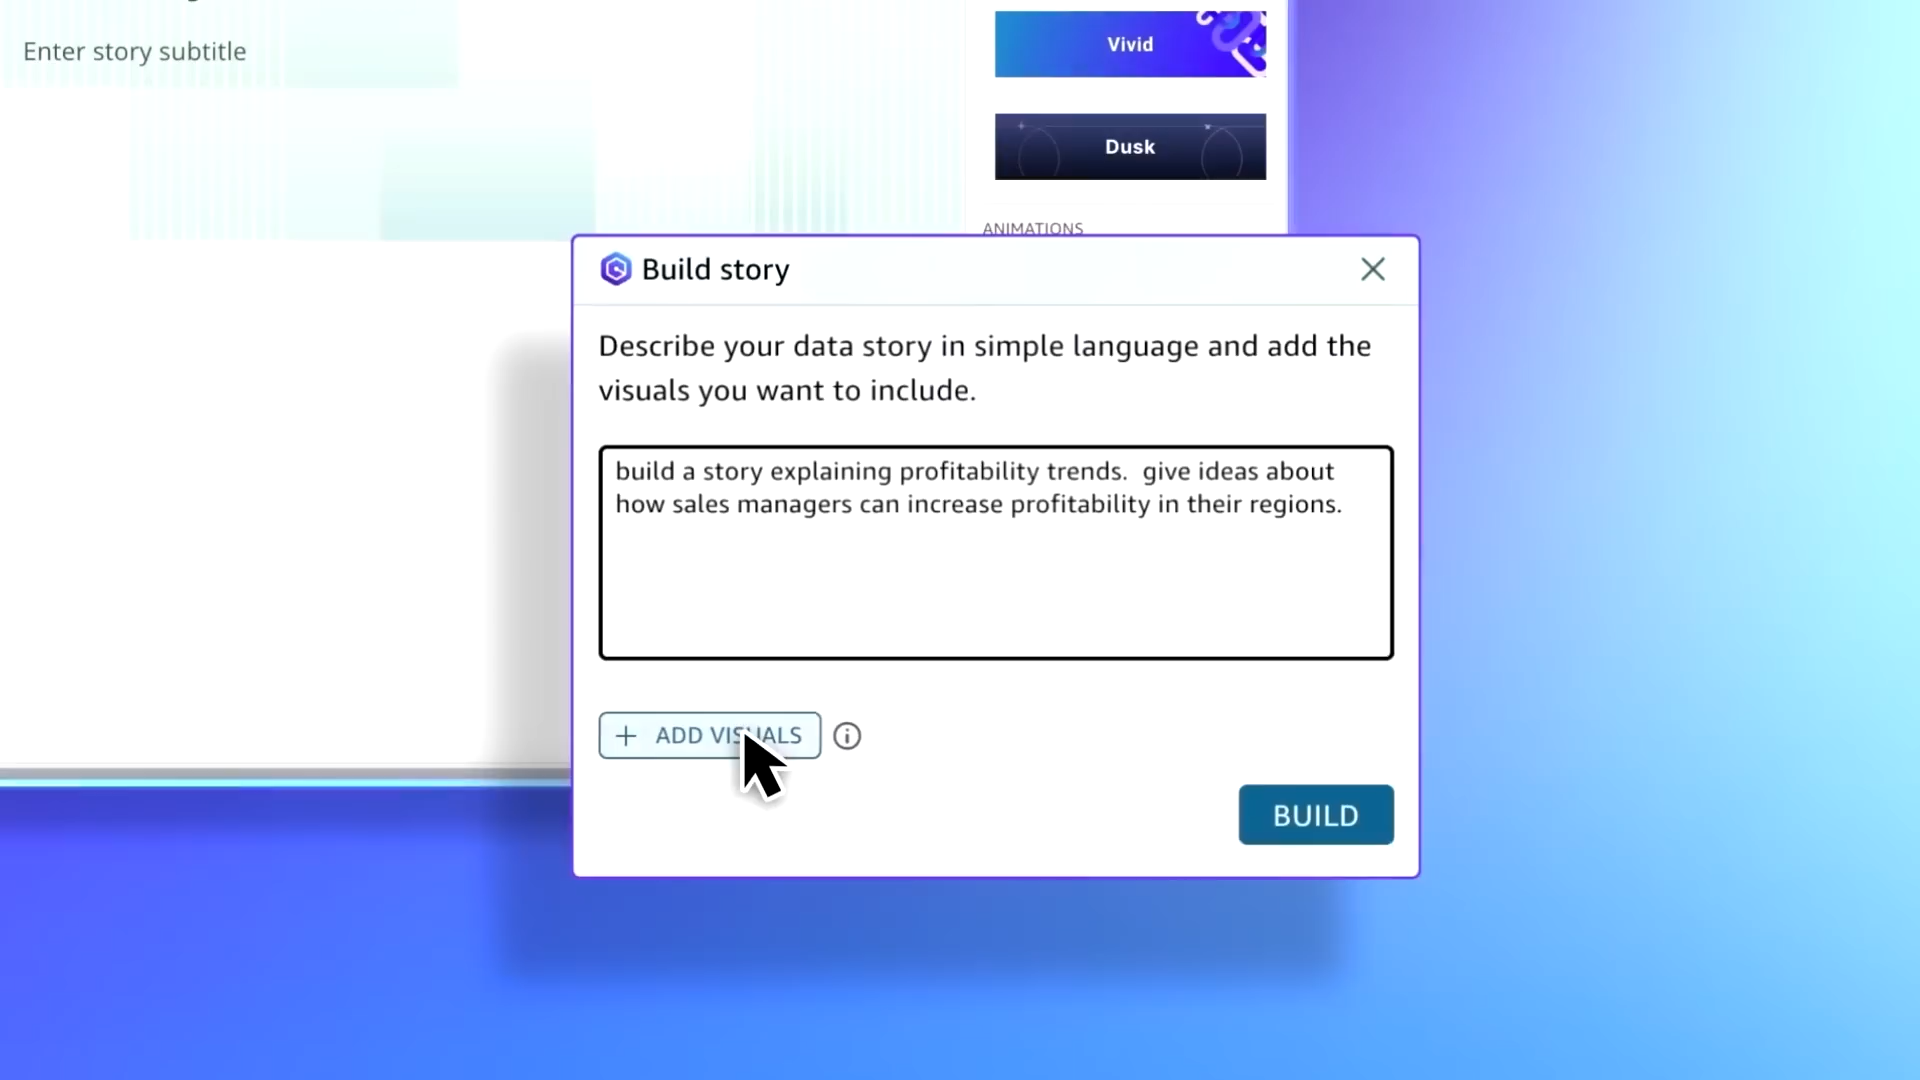 Enter story subtitle
Vivid
Dusk
ANIMATIONS
Build story
Describe your data story in simple language and add the
visuals you want to include.
build a story explaining profitability trends.  give ideas about
how sales managers can increase profitability in their regions.
+ ADD VISUALS
BUILD